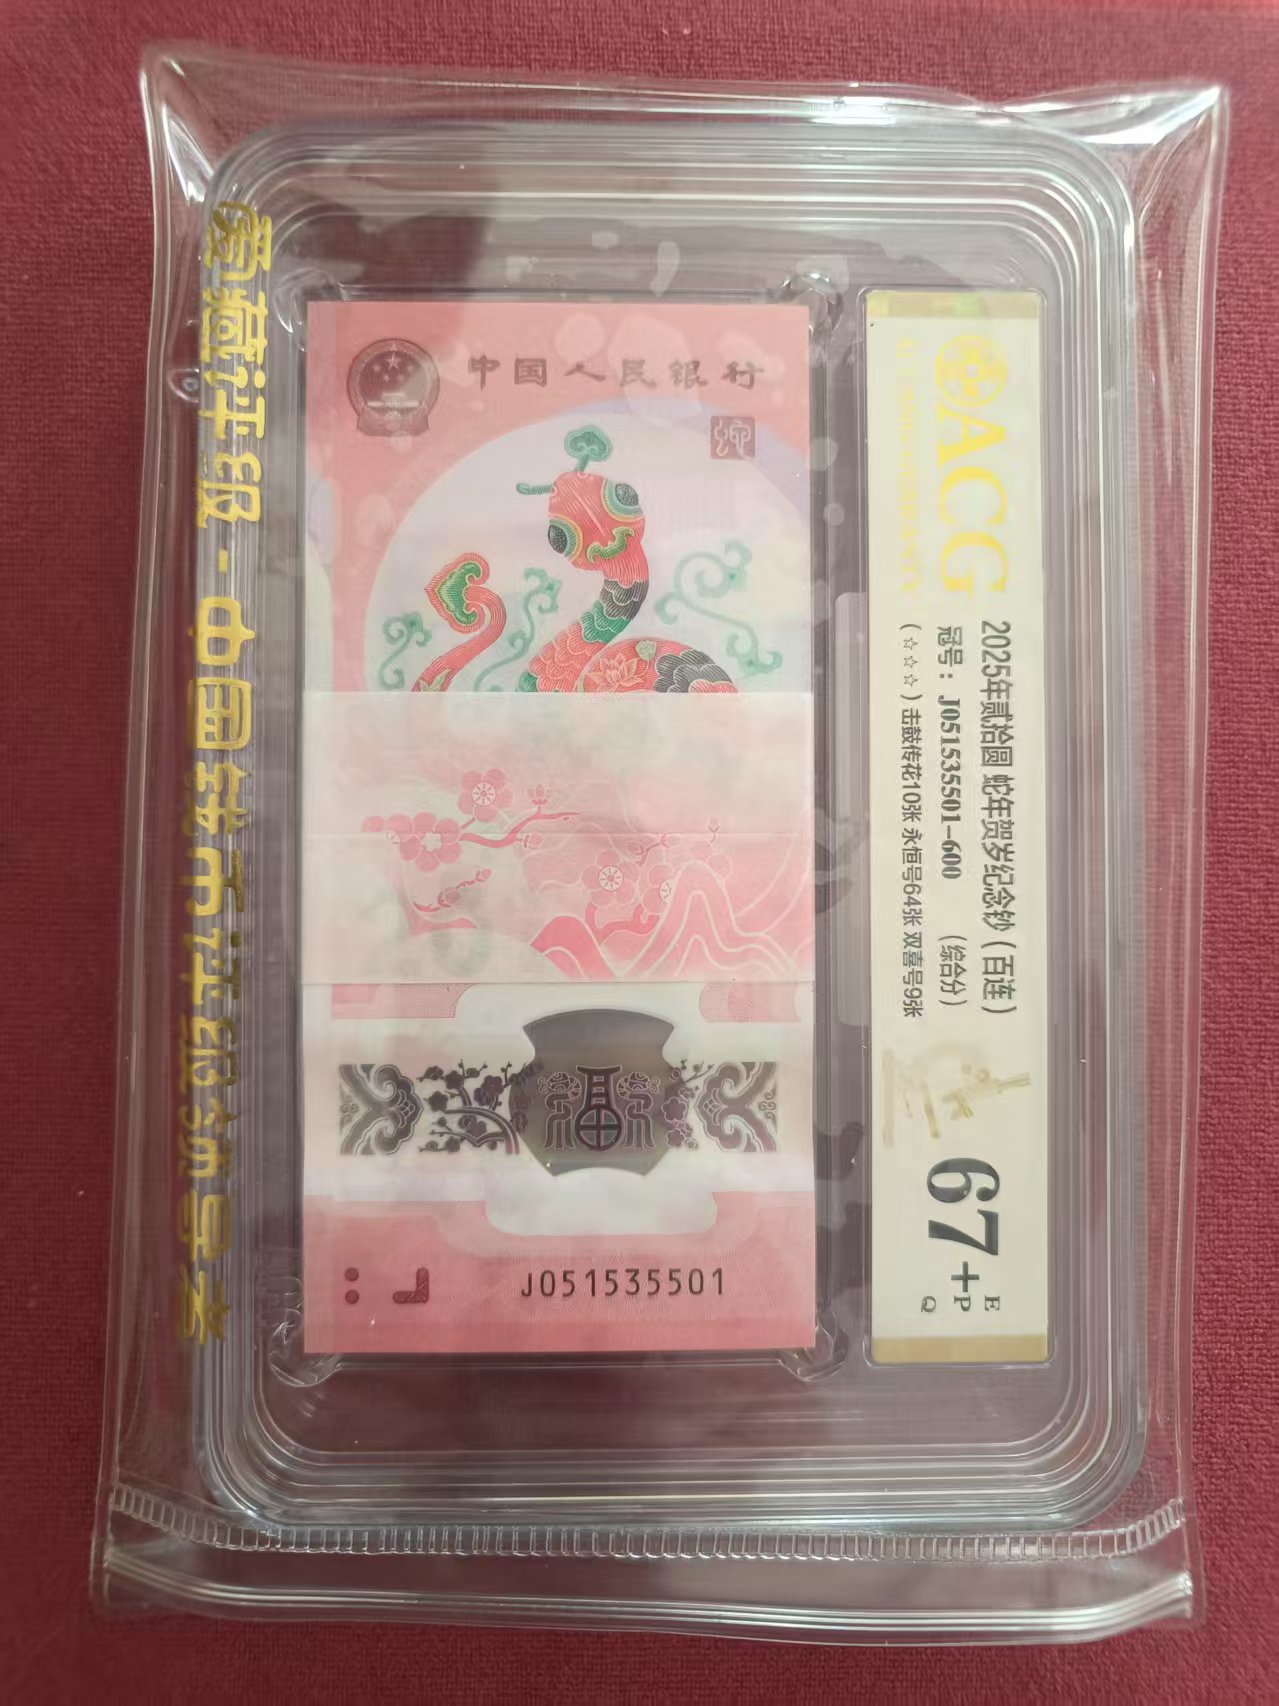 爱藏评级-中国钱币评级领导者
中国人民银行
J051535501
ACG
2025年贰拾圆 蛇年贺岁纪念钞（百连）
冠号：J051535501-600 （综合分）
（☆☆☆）击鼓传花10张 永恒号64张 双喜号9张
67+
E
P
Q